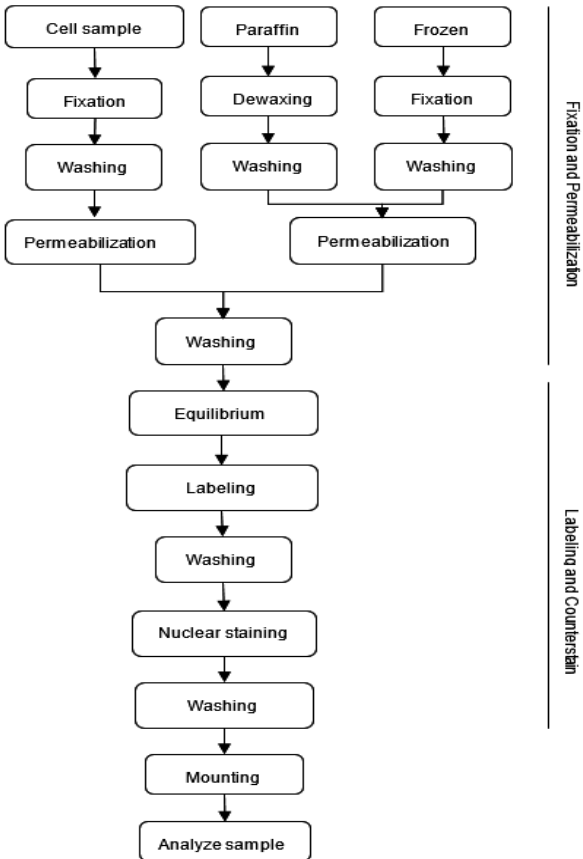 Cell sample
Paraffin
Frozen
Fixation
Dewaxing
Fixation
Washing
Washing
Washing
Permeabilization
Permeabilization
Washing
Equilibrium
Labeling
Washing
Nuclear staining
Washing
Mounting
Analyze sample
Fixation and Permeabilization
Labeling and Counterstain